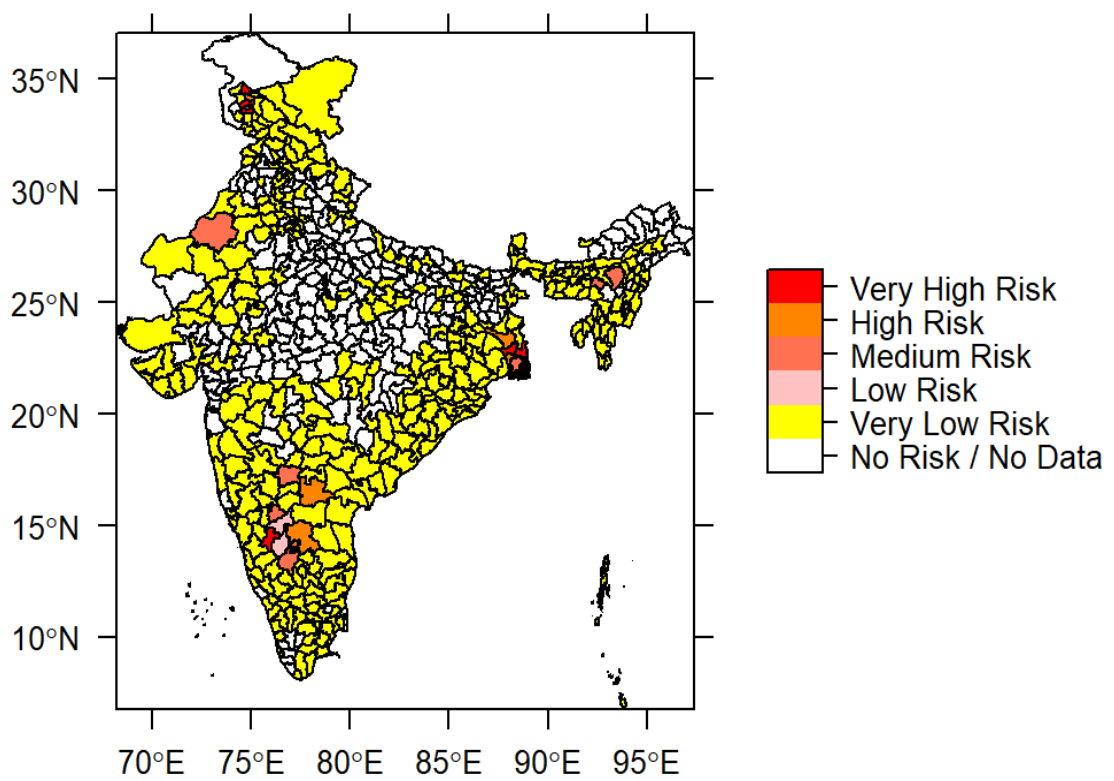 35°N
30°N
25°N
20°N
15°N
10°N
70°E 75°E 80°E 85°E 90°E 95°E
Very High Risk
High Risk
Medium Risk
Low Risk
Very Low Risk
No Risk / No Data